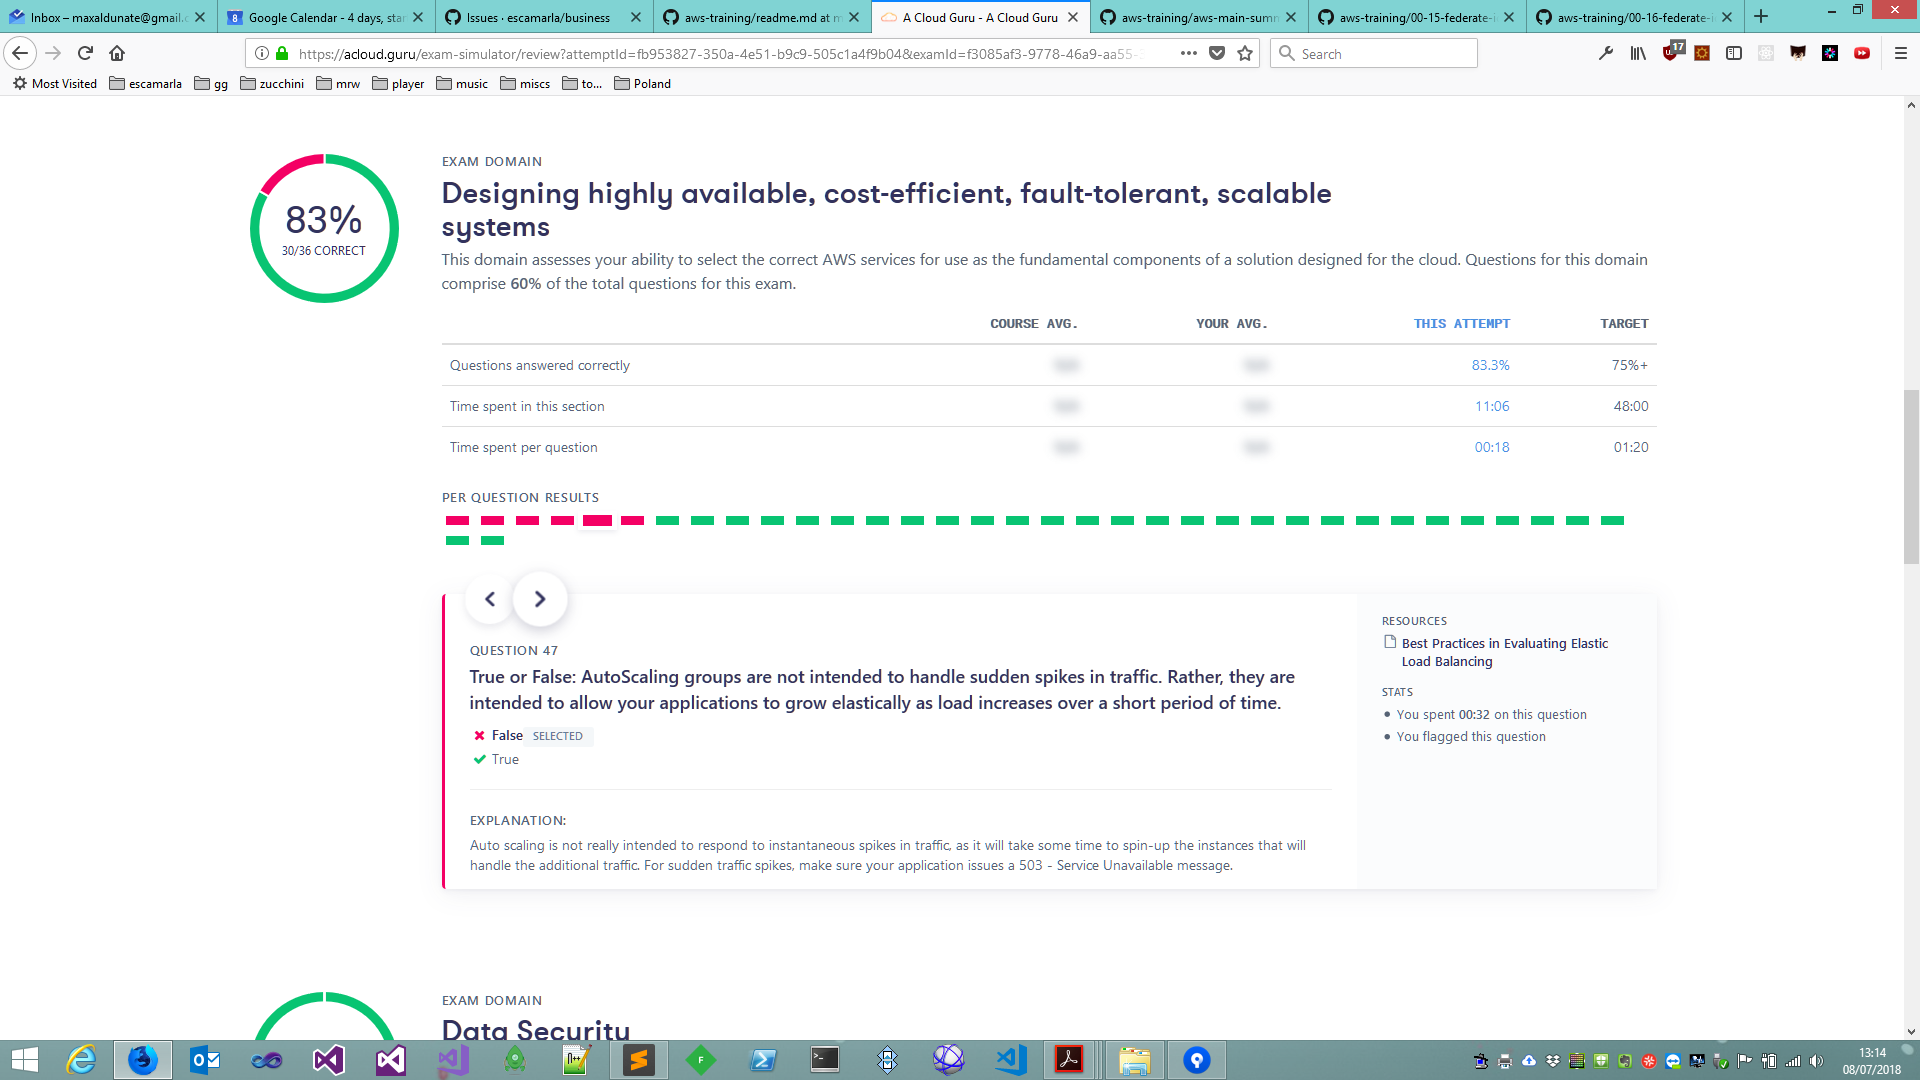 Inbox – maxaldunate@gmail.c
Google Calendar - 4 days, star
Issues · escamarla/business
aws-training/readme.md at m
A Cloud Guru - A Cloud Guru
aws-training/aws-main-summ
aws-training/00-15-federate-i
aws-training/00-16-federate-i
https://acloud.guru/exam-simulator/review?attemptId=fb953827-350a-4e51-b9c9-505c1a4f9b04&examId=f3085af3-9778-46a9-aa55-
Search
17
Most Visited
escamarla
gg
zucchini
mrw
player
music
miscs
to...
Poland
83%
30/36 CORRECT
EXAM DOMAIN
Designing highly available, cost-efficient, fault-tolerant, scalable
systems
This domain assesses your ability to select the correct AWS services for use as the fundamental components of a solution designed for the cloud. Questions for this domain
comprise 60% of the total questions for this exam.
COURSE AVG. YOUR AVG. THIS ATTEMPT TARGET
Questions answered correctly 83.3% 75%+
Time spent in this section 11:06 48:00
Time spent per question 00:18 01:20
PER QUESTION RESULTS
QUESTION 47
True or False: AutoScaling groups are not intended to handle sudden spikes in traffic. Rather, they are
intended to allow your applications to grow elastically as load increases over a short period of time.
False SELECTED
True
EXPLANATION:
Auto scaling is not really intended to respond to instantaneous spikes in traffic, as it will take some time to spin-up the instances that will
handle the additional traffic. For sudden traffic spikes, make sure your application issues a 503 - Service Unavailable message.
RESOURCES
Best Practices in Evaluating Elastic
Load Balancing
STATS
You spent 00:32 on this question
You flagged this question
EXAM DOMAIN
Data Security
13:14
08/07/2018